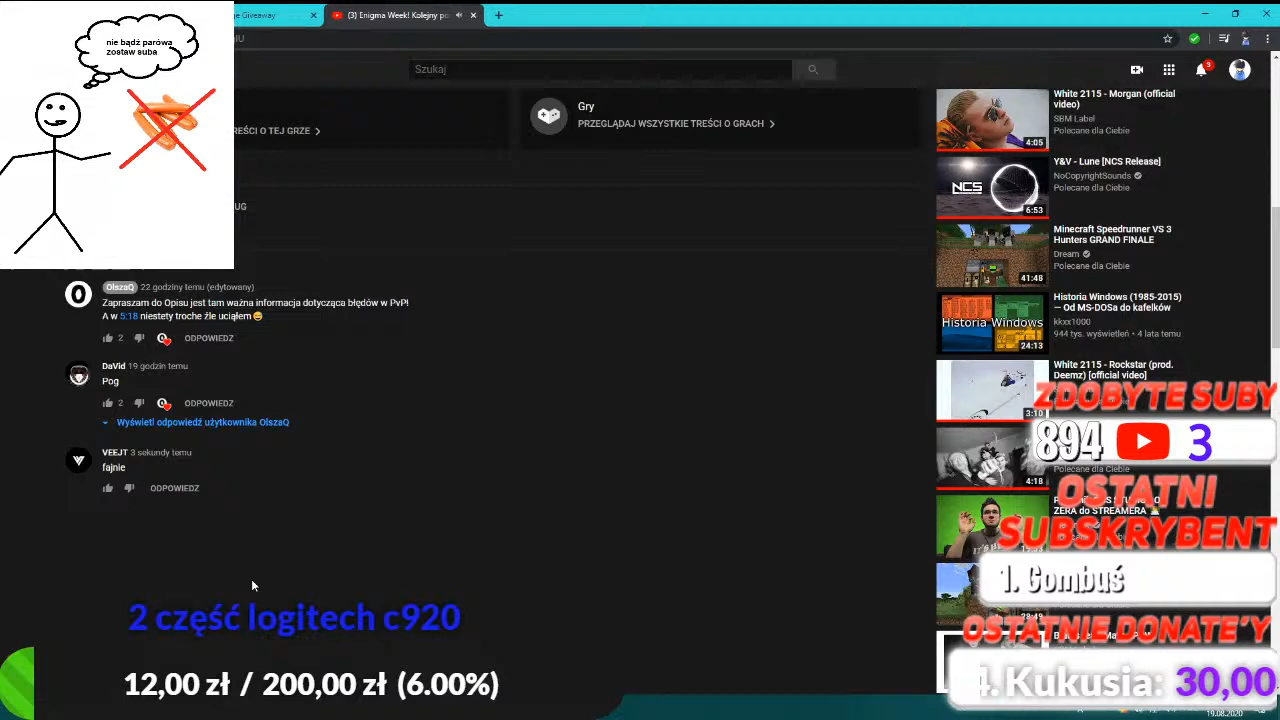 nie bądź parówa
zostaw suba
ge Giveaway
(3) Enigma Week! Kolejny po
Szukaj
3
REŚCI O TEJ GRZE
Gry
PRZEGLĄDAJ WSZYSTKIE TREŚCI O GRACH
OlszaQ 22 godziny temu (edytowany)
Zapraszam do Opisu jest tam ważna informacja dotycząca błędów w PvP!
A w 5:18 niestety troche źle uciąłem
2 ODPOWIEDZ
DaVid 19 godzin temu
Pog
2 ODPOWIEDZ
Wyświetl odpowiedź użytkownika OlszaQ
VEEJT 3 sekundy temu
fajnie
ODPOWIEDZ
2 część logitech c920
12,00 zł / 200,00 zł (6.00%)
White 2115 - Morgan (official
video)
SBM Label
Polecane dla Ciebie
4:05
Y&V - Lune [NCS Release]
NoCopyrightSounds
Polecane dla Ciebie
NCS
6:53
Minecraft Speedrunner VS 3
Hunters GRAND FINALE
Dream
Polecane dla Ciebie
41:48
Historia Windows (1985-2015)
— Od MS-DOSa do kafelków
kkxx1000
944 tys. wyświetleń • 4 lata temu
Historia Windows
24:13
White 2115 - Rockstar (prod.
Deemz) [official video]
3:10
ZDOBYTE SUBY
894 3
Polecane dla Ciebie
4:18
OSTATNI
SUBSKRYBENT
ZERA do STREAMERA
1. Gombuś
28:49
OSTATNIE DONATE'Y
4. Kukusia: 30,00
19.08.2020